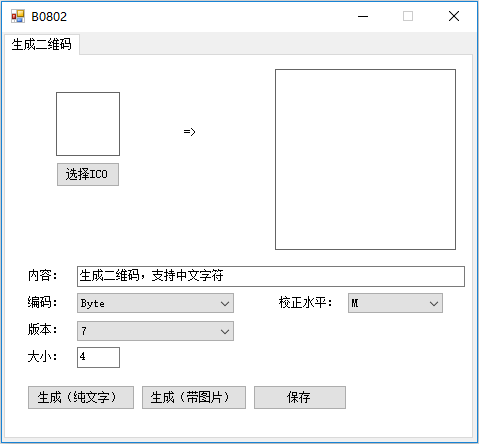 B0802
生成二维码
=>
选择ICO
内容: 生成二维码，支持中文字符
编码: Byte 校正水平: M
版本: 7
大小: 4
生成（纯文字） 生成（带图片） 保存